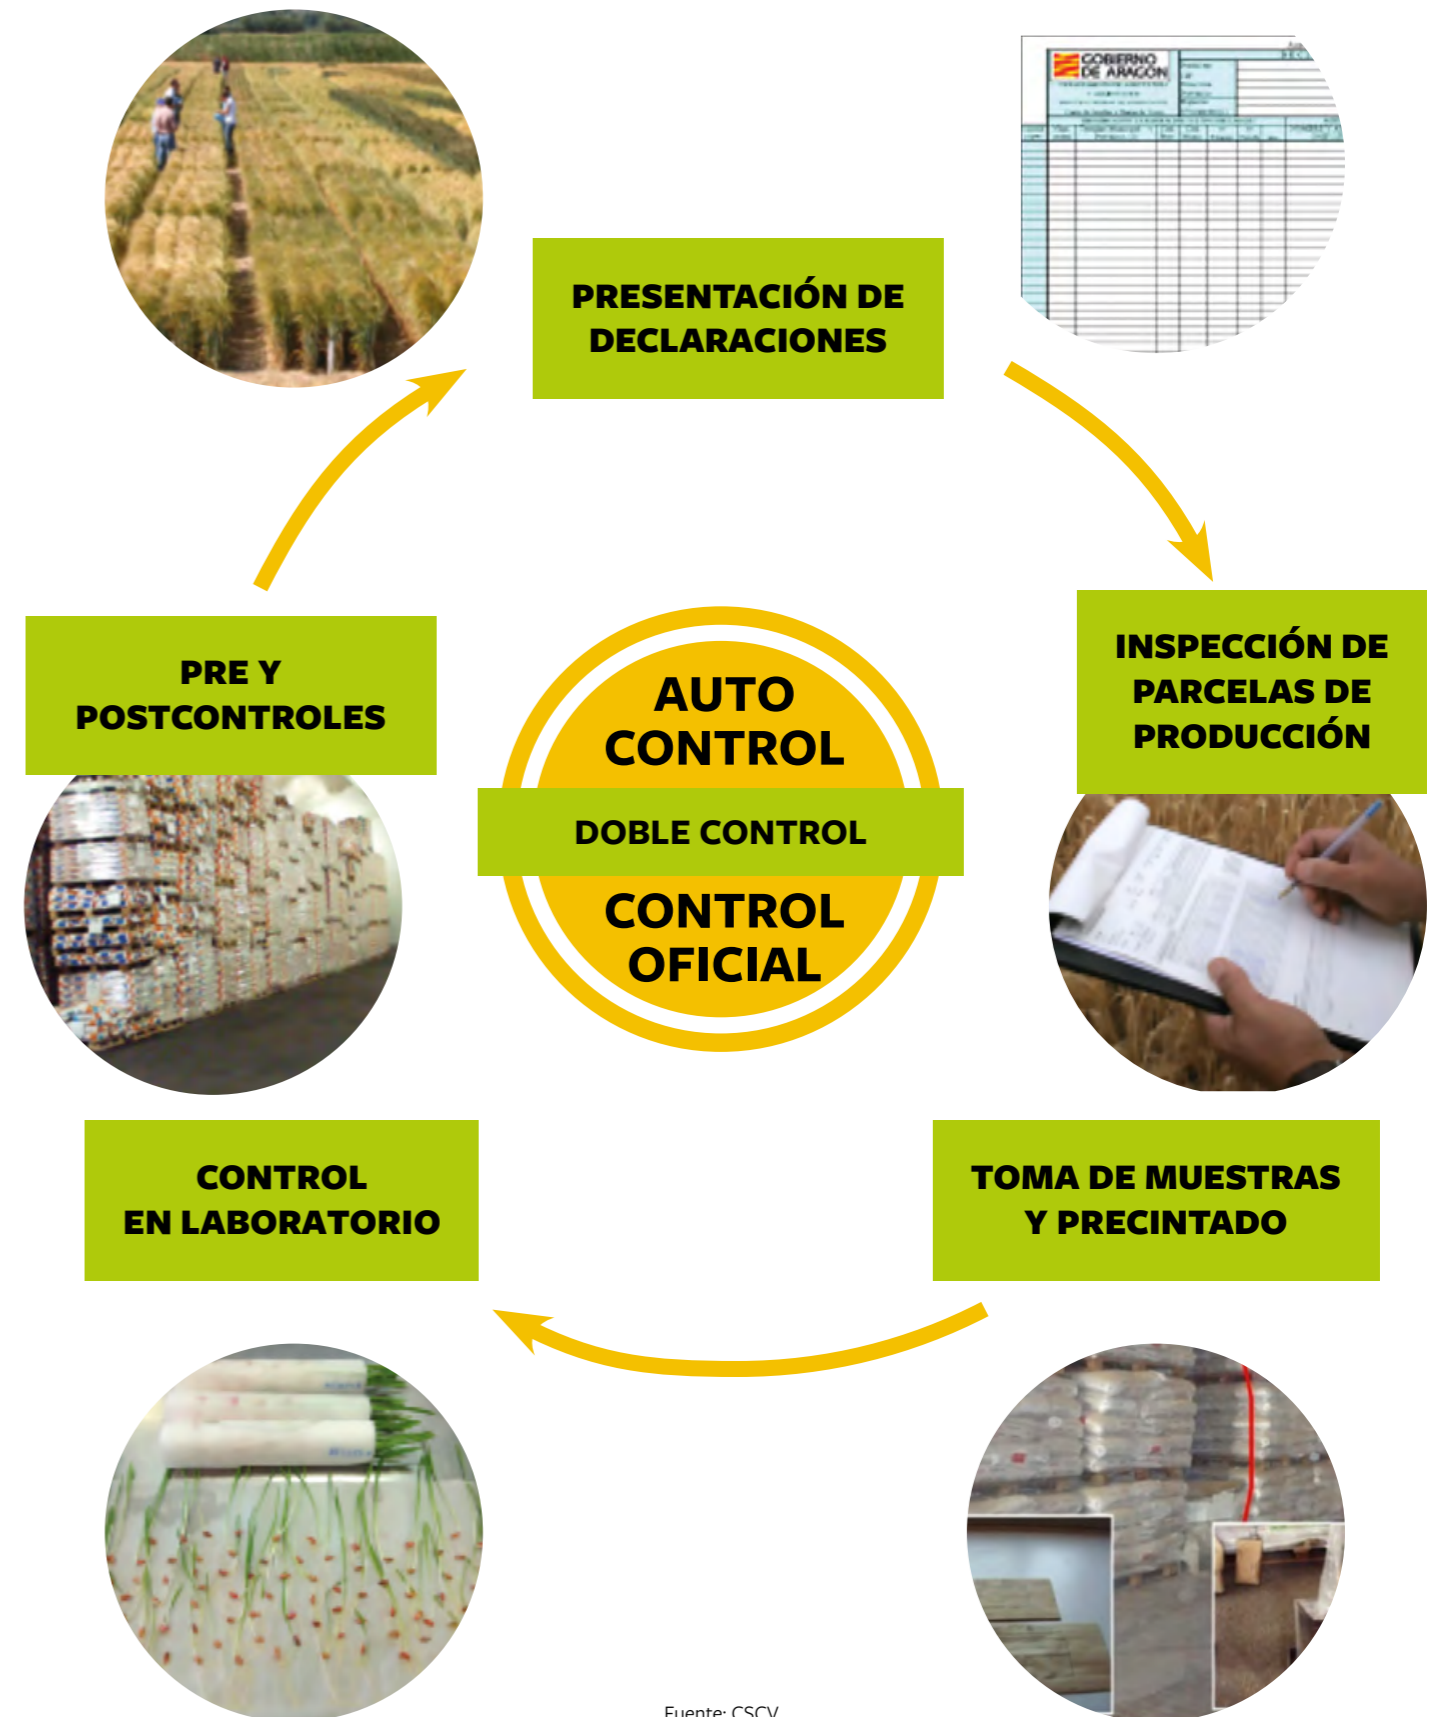 GOBIERNO
DE ARAGÓN
PRESENTACIÓN DE
DECLARACIONES
PRE Y
POSTCONTROLES
INSPECCIÓN DE
PARCELAS DE
PRODUCCIÓN
AUTO
CONTROL
DOBLE CONTROL
CONTROL
OFICIAL
CONTROL
EN LABORATORIO
TOMA DE MUESTRAS
Y PRECINTADO
Fuente: CSCV